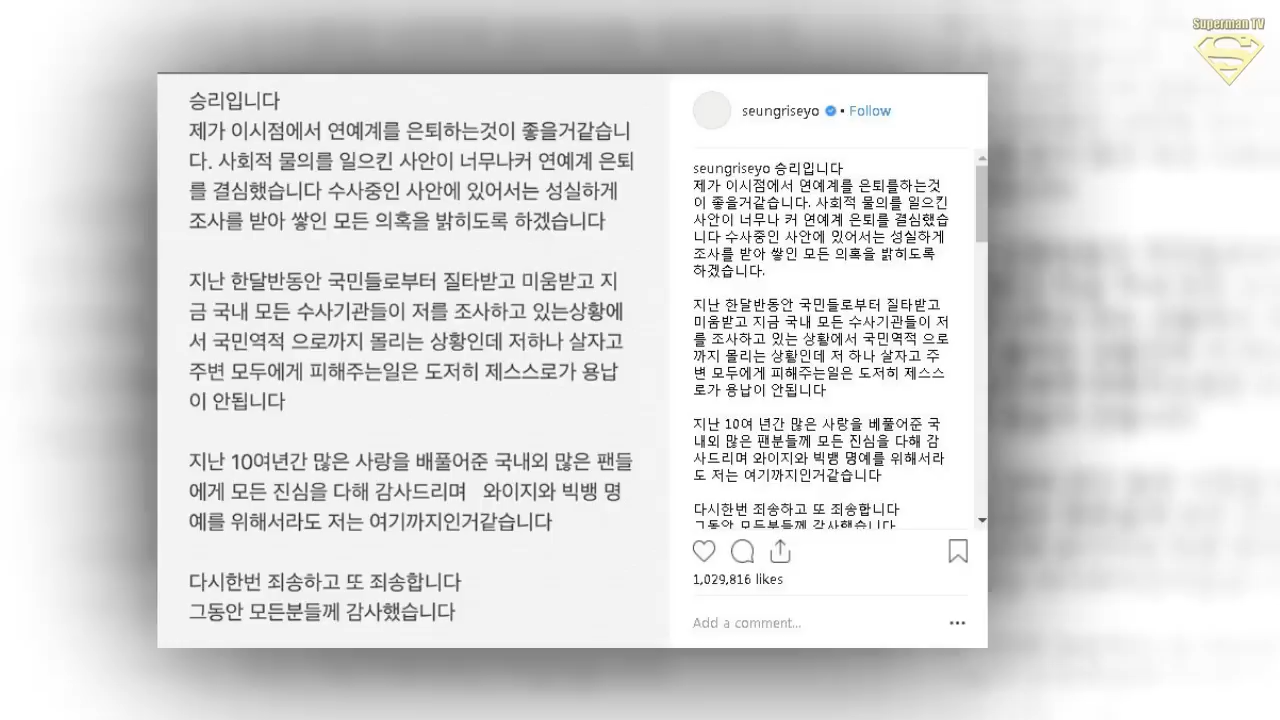 Superman TV
승리입니다
제가 이시점에서 연예계를 은퇴하는것이 좋을거같습니
다. 사회적 물의를 일으킨 사안이 너무나커 연예계 은퇴
를 결심했습니다 수사중인 사안에 있어서는 성실하게
조사를 받아 쌓인 모든 의혹을 밝히도록 하겠습니다
지난 한달반동안 국민들로부터 질타받고 미움받고 지
금 국내 모든 수사기관들이 저를 조사하고 있는상황에
서 국민역적 으로까지 몰리는 상황인데 저하나 살자고
주변 모두에게 피해주는일은 도저히 제스스로가 용납
이 안됩니다
지난 10여년간 많은 사랑을 베풀어준 국내외 많은 팬들
에게 모든 진심을 다해 감사드리며 와이지와 빅뱅 명
예를 위해서라도 저는 여기까지인거같습니다
다시한번 죄송하고 또 죄송합니다
그동안 모든분들께 감사했습니다
seungriseyo • Follow
seungriseyo 승리입니다
제가 이시점에서 연예계를 은퇴를하는것
이 좋을거같습니다. 사회적 물의를 일으킨
사안이 너무나 커 연예계 은퇴를 결심했습
니다 수사중인 사안에 있어서는 성실하게
조사를 받아 쌓인 모든 의혹을 밝히도록
하겠습니다.
지난 한달반동안 국민들로부터 질타받고
미움받고 지금 국내 모든 수사기관들이 저
를 조사하고 있는 상황에서 국민역적 으로
까지 몰리는 상황인데 저 하나 살자고 주
변 모두에게 피해주는일은 도저히 제스스
로가 용납이 안됩니다
지난 10여 년간 많은 사랑을 베풀어준 국
내외 많은 팬분들께 모든 진심을 다해 감
사드리며 와이지와 빅뱅 명예를 위해서라
도 저는 여기까지인거같습니다
다시한번 죄송하고 또 죄송합니다
그동안 모든분들께 감사했습니다
1,029,816 likes
Add a comment...